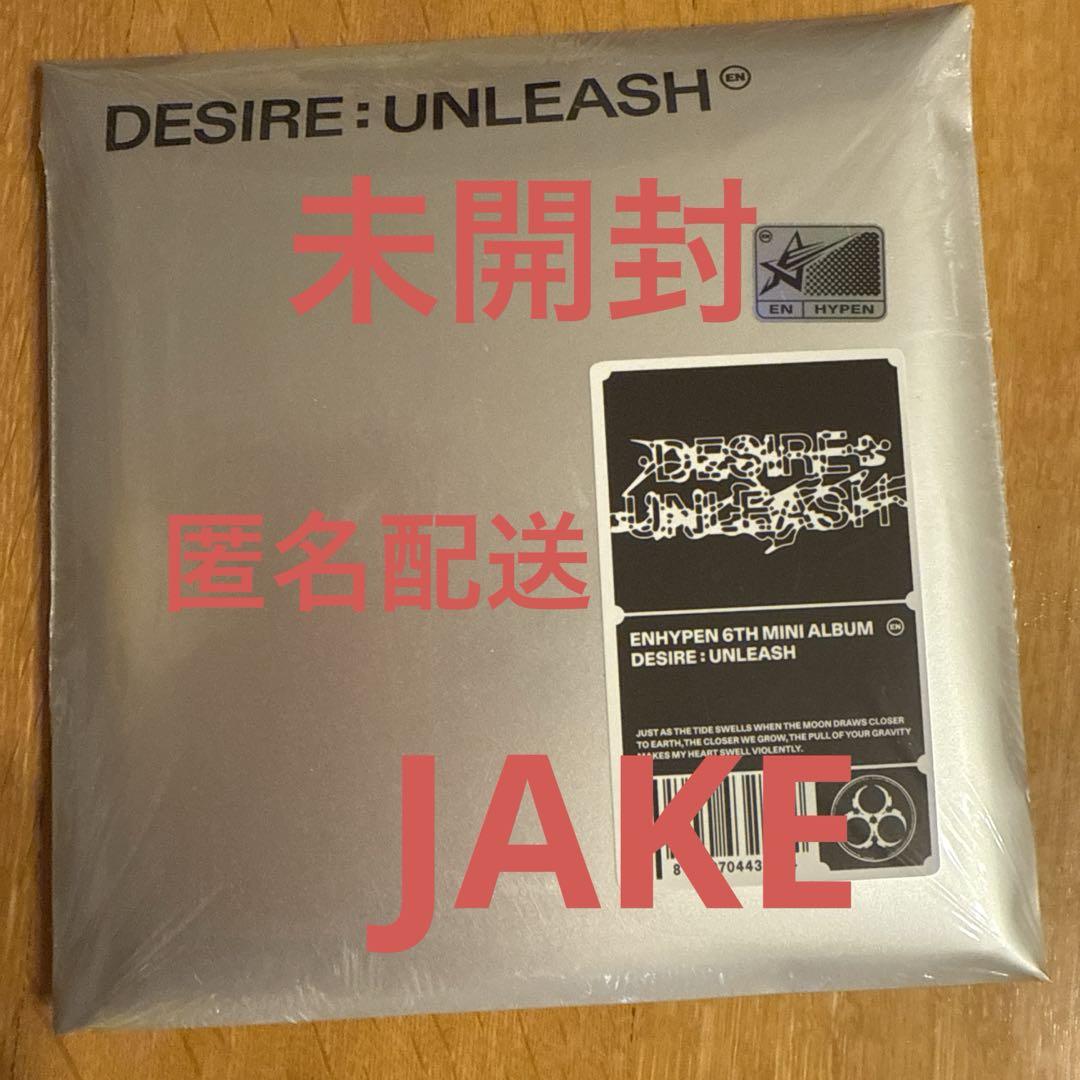 DESIRE : UNLEASH EN
未開封
EN HYPEN
DESIRE:
UNLEASH
匿名配送
ENHYPEN 6TH MINI ALBUM EN
DESIRE : UNLEASH
JUST AS THE TIDE SWELLS WHEN THE MOON DRAWS CLOSER
TO EARTH,THE CLOSER WE GROW,THE PULL OF YOUR GRAVITY
MAKES MY HEART SWELL VIOLENTLY.
JAKE